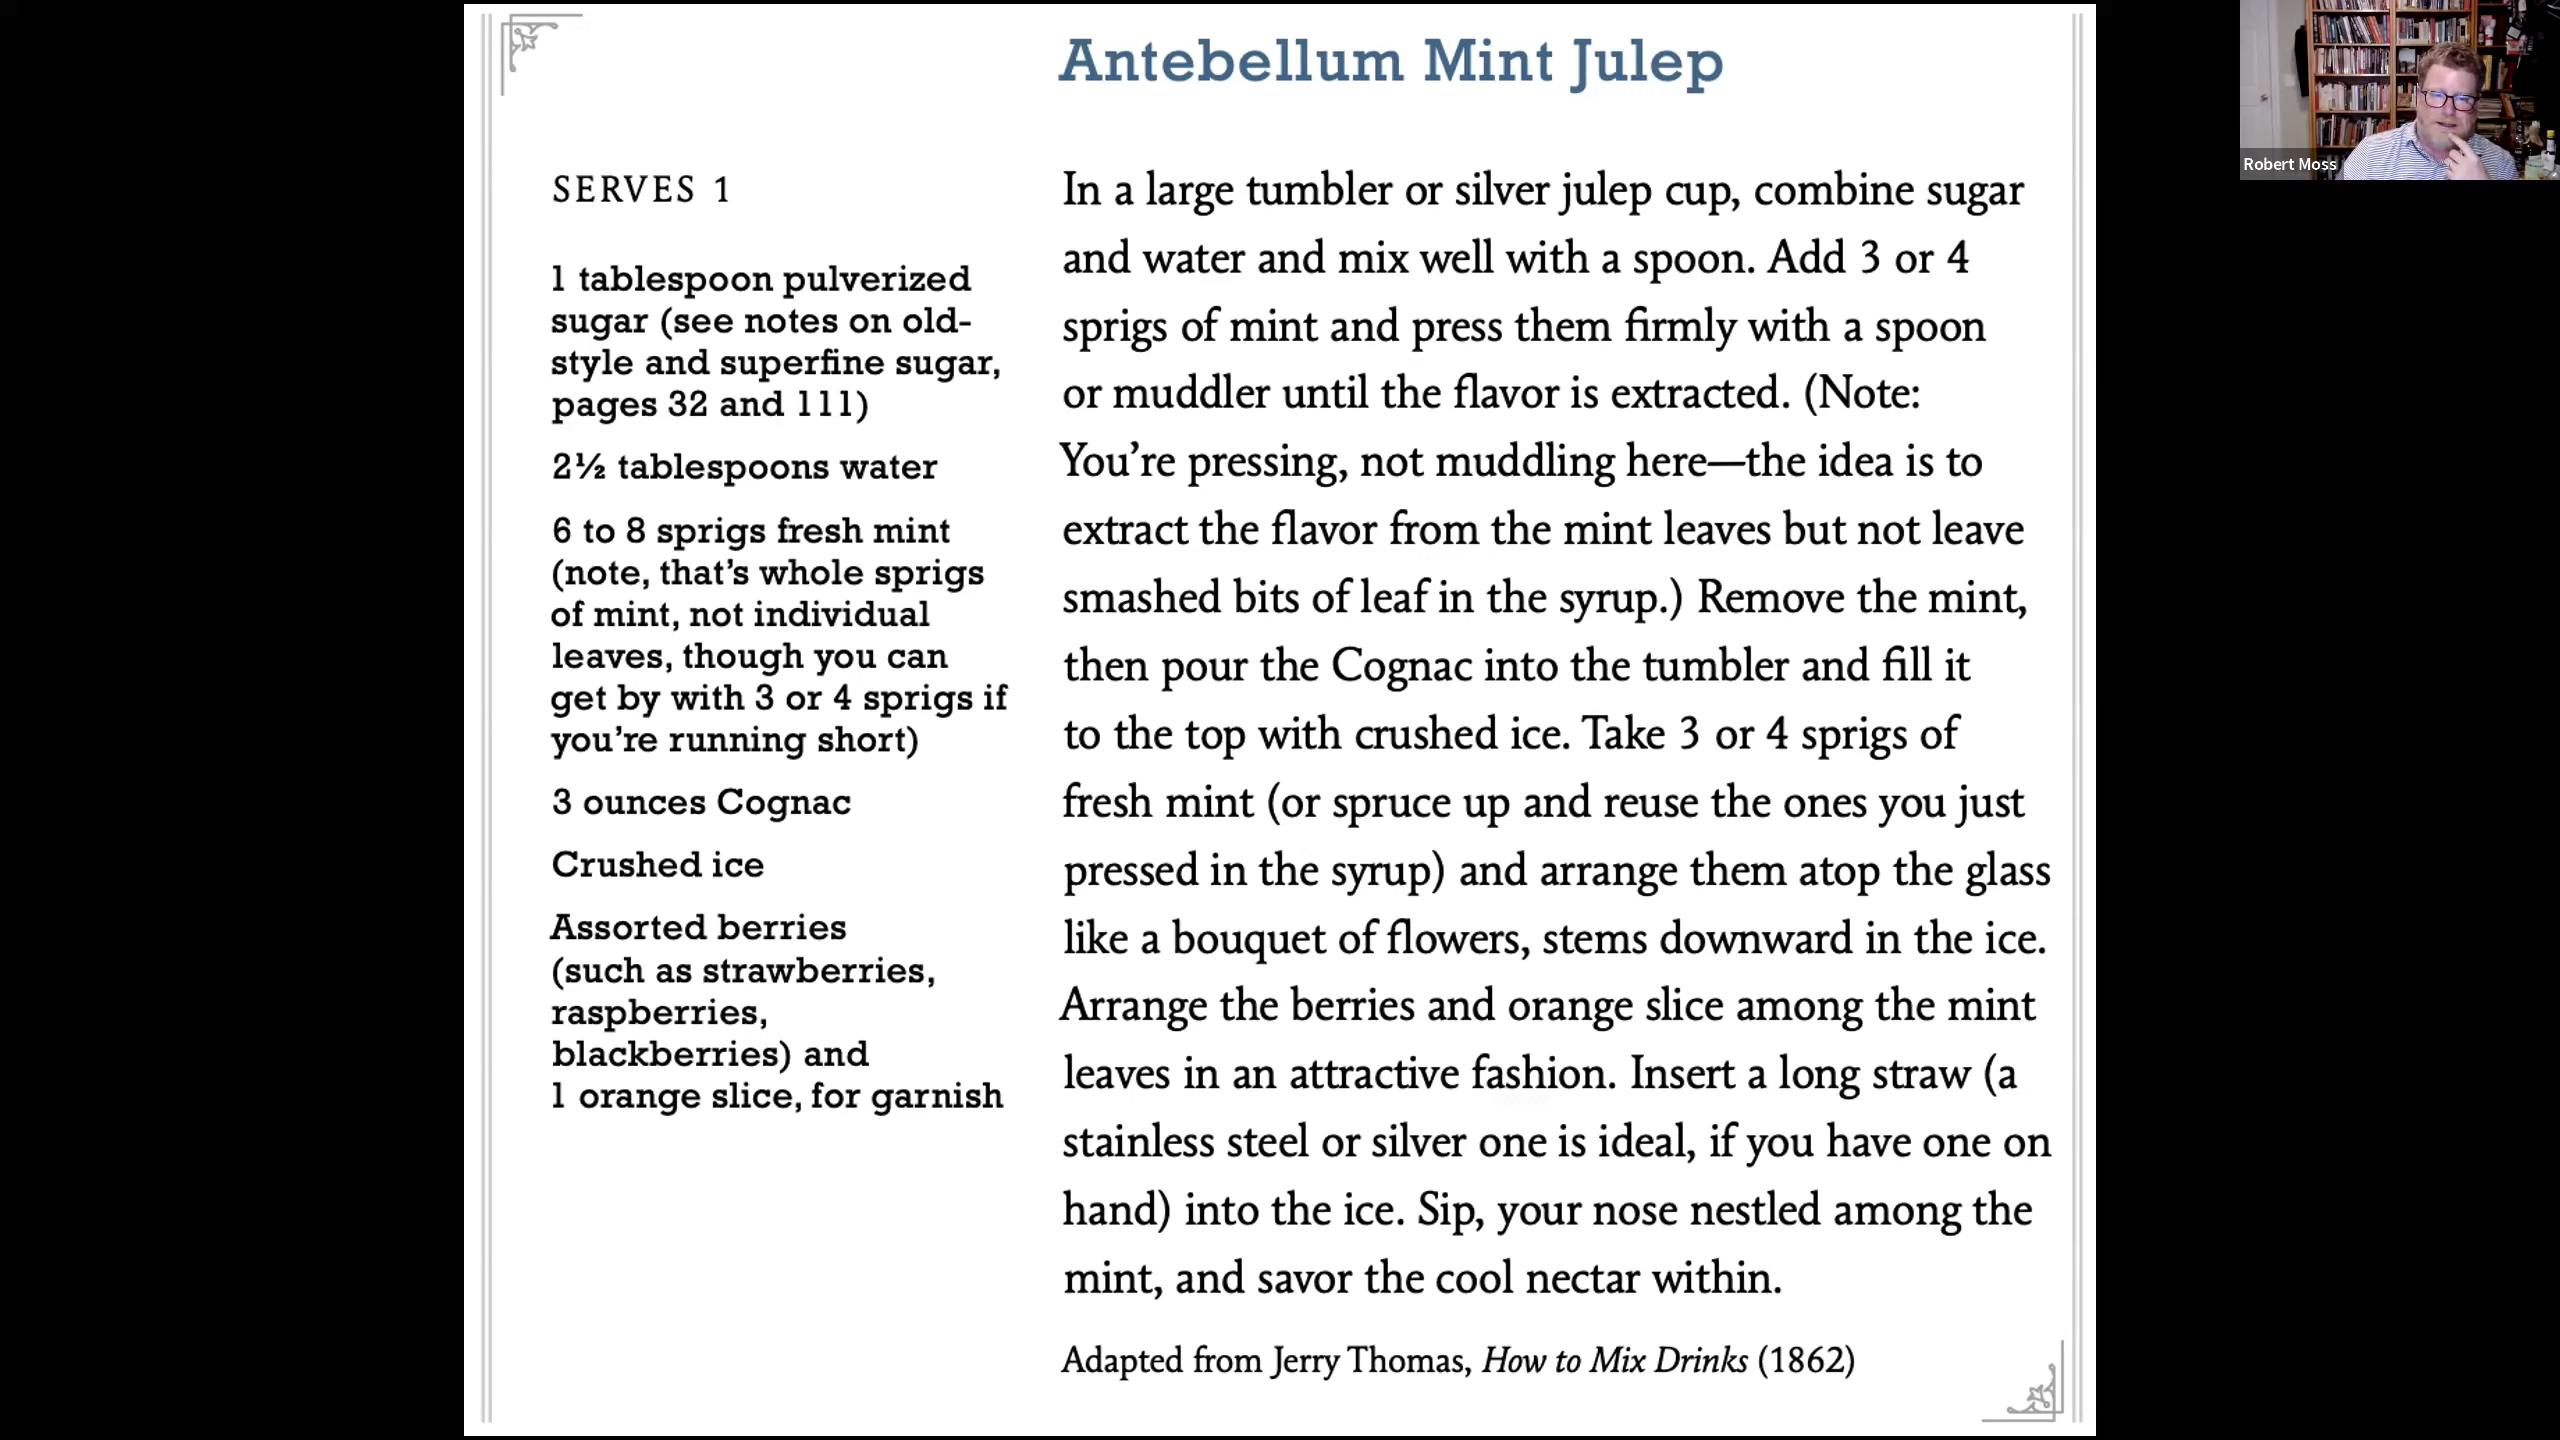 Antebellum Mint Julep
SERVES 1
1 tablespoon pulverized
sugar (see notes on old-
style and superfine sugar,
pages 32 and 111)
2½ tablespoons water
6 to 8 sprigs fresh mint
(note, that’s whole sprigs
of mint, not individual
leaves, though you can
get by with 3 or 4 sprigs if
you’re running short)
3 ounces Cognac
Crushed ice
Assorted berries
(such as strawberries,
raspberries,
blackberries) and
1 orange slice, for garnish
In a large tumbler or silver julep cup, combine sugar
and water and mix well with a spoon. Add 3 or 4
sprigs of mint and press them firmly with a spoon
or muddler until the flavor is extracted. (Note:
You’re pressing, not muddling here—the idea is to
extract the flavor from the mint leaves but not leave
smashed bits of leaf in the syrup.) Remove the mint,
then pour the Cognac into the tumbler and fill it
to the top with crushed ice. Take 3 or 4 sprigs of
fresh mint (or spruce up and reuse the ones you just
pressed in the syrup) and arrange them atop the glass
like a bouquet of flowers, stems downward in the ice.
Arrange the berries and orange slice among the mint
leaves in an attractive fashion. Insert a long straw (a
stainless steel or silver one is ideal, if you have one on
hand) into the ice. Sip, your nose nestled among the
mint, and savor the cool nectar within.
Adapted from Jerry Thomas, How to Mix Drinks (1862)
Robert Moss